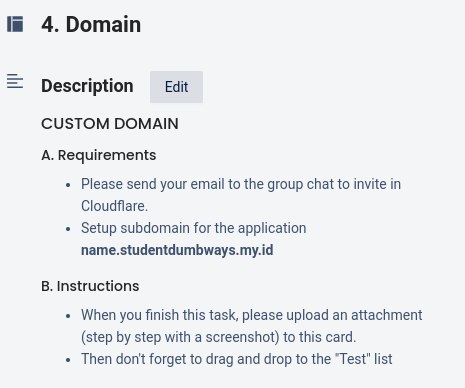 4. Domain
Description
Edit
CUSTOM DOMAIN
A. Requirements
• Please send your email to the group chat to invite in
Cloudflare.
• Setup subdomain for the application
name.studentdumbways.my.id
B. Instructions
• When you finish this task, please upload an attachment
(step by step with a screenshot) to this card.
• Then don't forget to drag and drop to the "Test" list